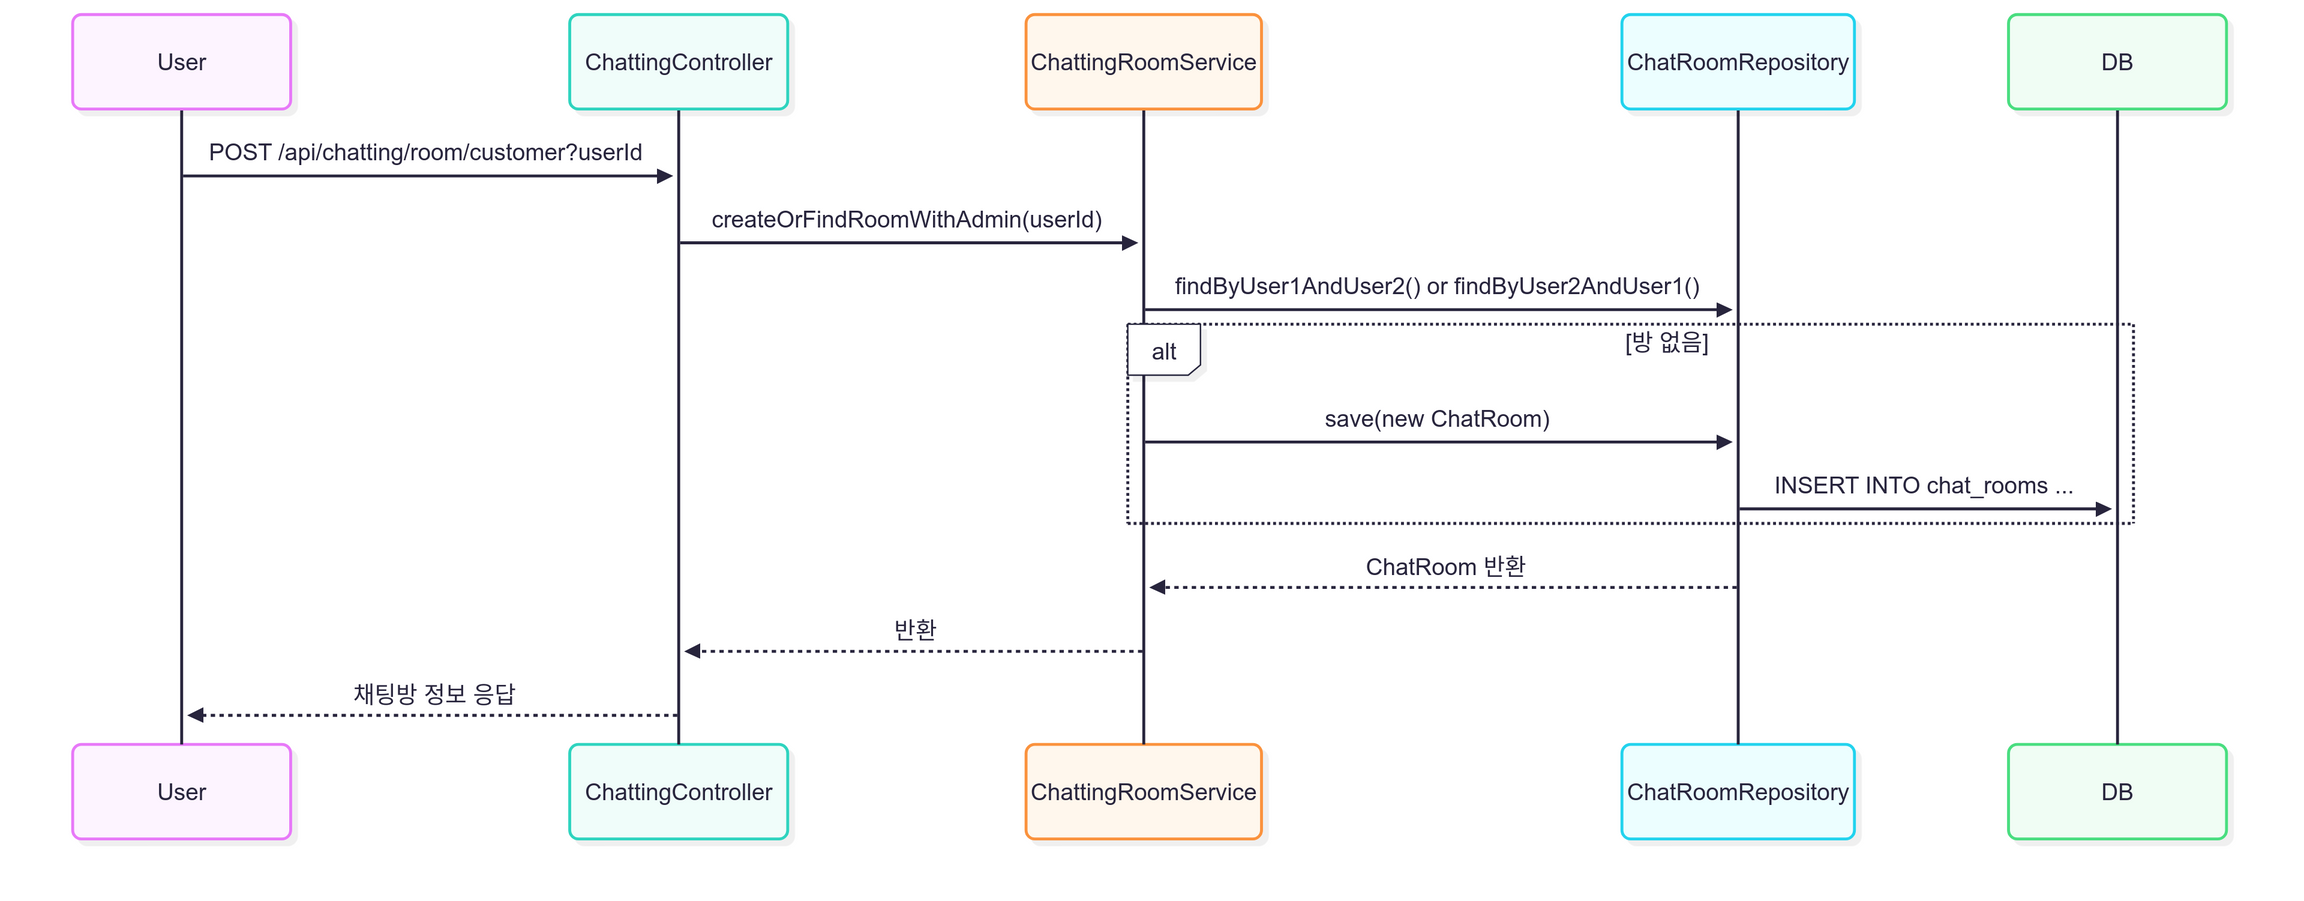 User
ChattingController
ChattingRoomService
ChatRoomRepository
DB
POST /api/chatting/room/customer?userId
createOrFindRoomWithAdmin(userId)
findByUser1AndUser2() or findByUser2AndUser1()
alt
[방 없음]
save(new ChatRoom)
INSERT INTO chat_rooms ...
ChatRoom 반환
반환
채팅방 정보 응답
User
ChattingController
ChattingRoomService
ChatRoomRepository
DB